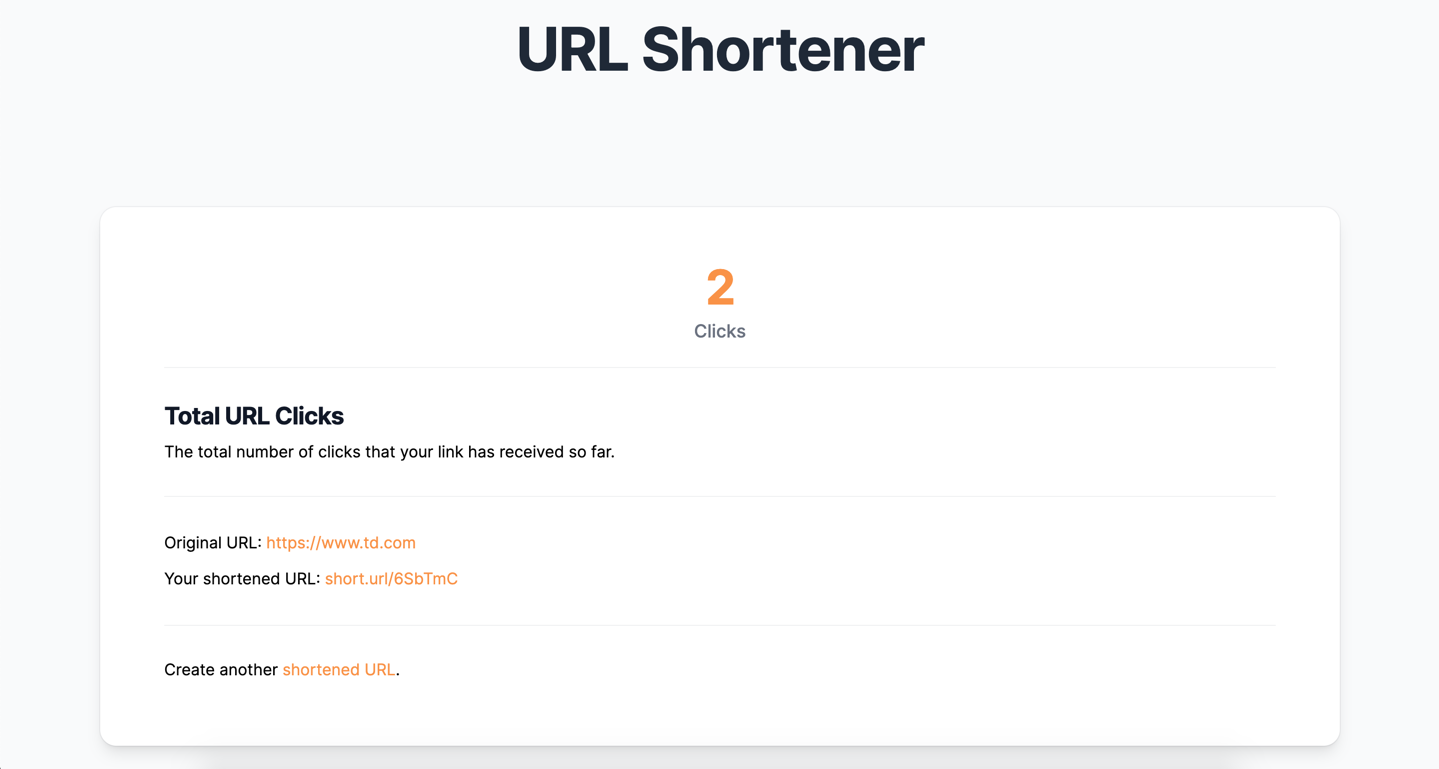 URL Shortener
2
Clicks
Total URL Clicks
The total number of clicks that your link has received so far.
Original URL: https://www.td.com
Your shortened URL: short.url/6SbTmC
Create another shortened URL.